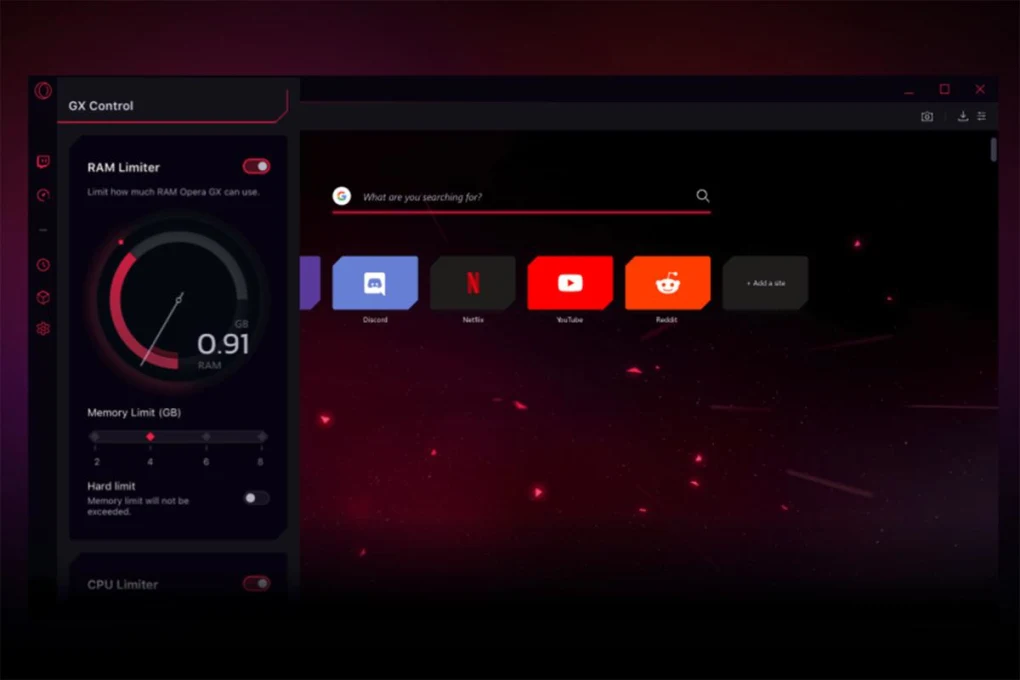 GX Control
RAM Limiter
Limit how much RAM Opera GX can use.
GB
0.91
RAM
Memory Limit (GB)
2 4 6 8
Hard limit
Memory limit will not be
exceeded.
CPU Limiter
What are you searching for?
+ Add a site
Discord Netflix YouTube Reddit